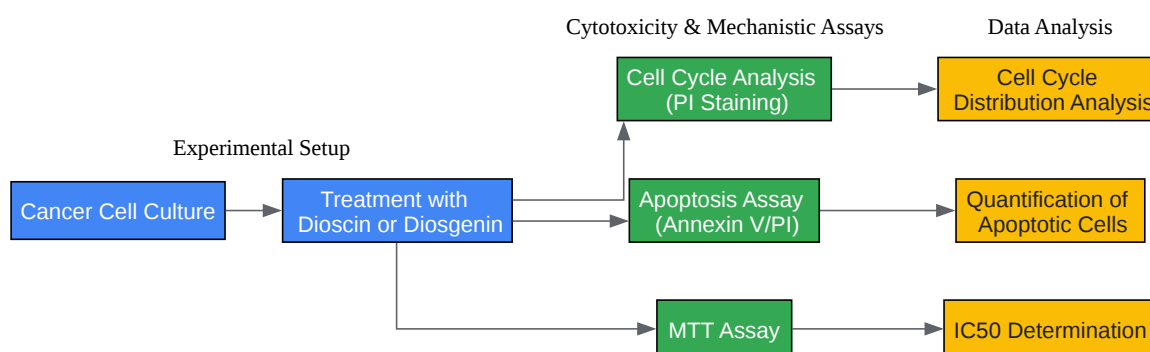 Cytotoxicity & Mechanistic Assays
Data Analysis
Cell Cycle Analysis
(PI Staining)
Cell Cycle
Distribution Analysis
Experimental Setup
Cancer Cell Culture
Treatment with
Dioscin or Diosgenin
Apoptosis Assay
(Annexin V/PI)
Quantification of
Apoptotic Cells
MTT Assay
IC50 Determination